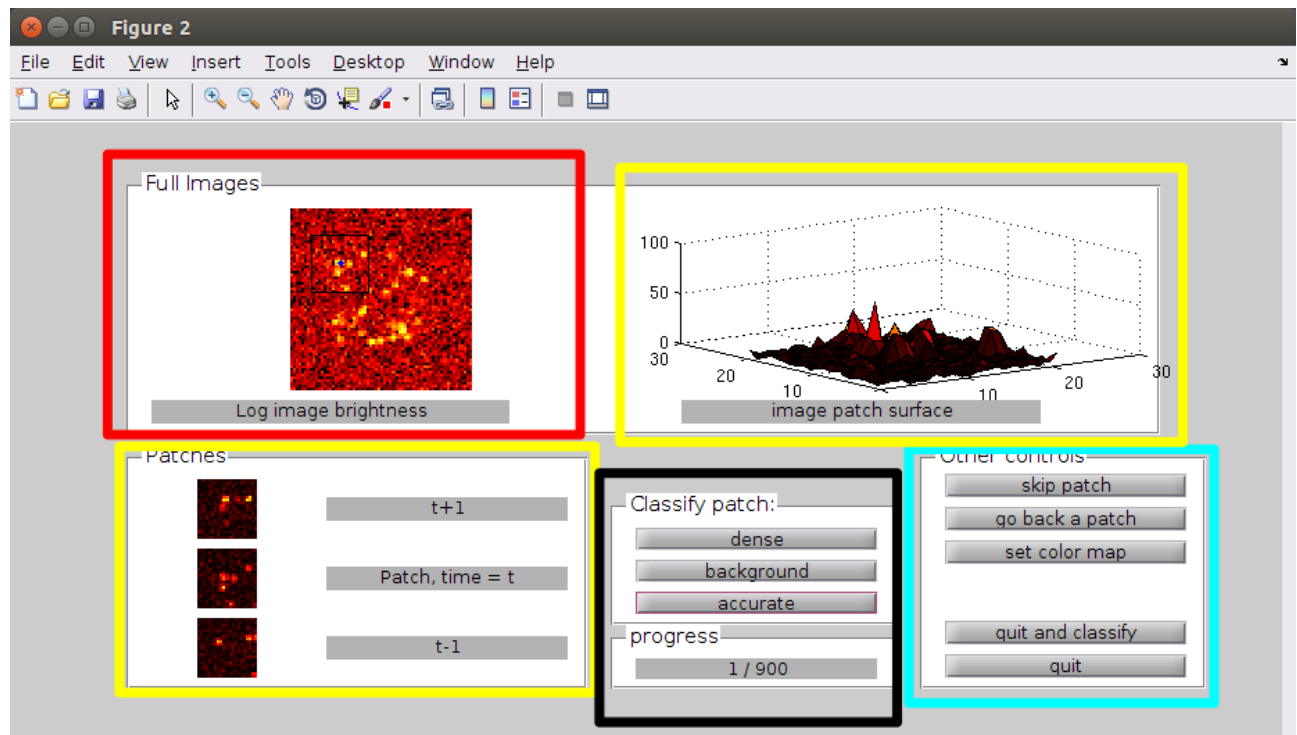 Figure 2
File Edit View Insert Tools Desktop Window Help
Full Images
Log image brightness
100
50
0
30
20
10
10
20
30
image patch surface
Patches
t+1
Patch, time = t
t-1
Classify patch:
dense
background
accurate
progress
1 / 900
Other controls
skip patch
go back a patch
set color map
quit and classify
quit